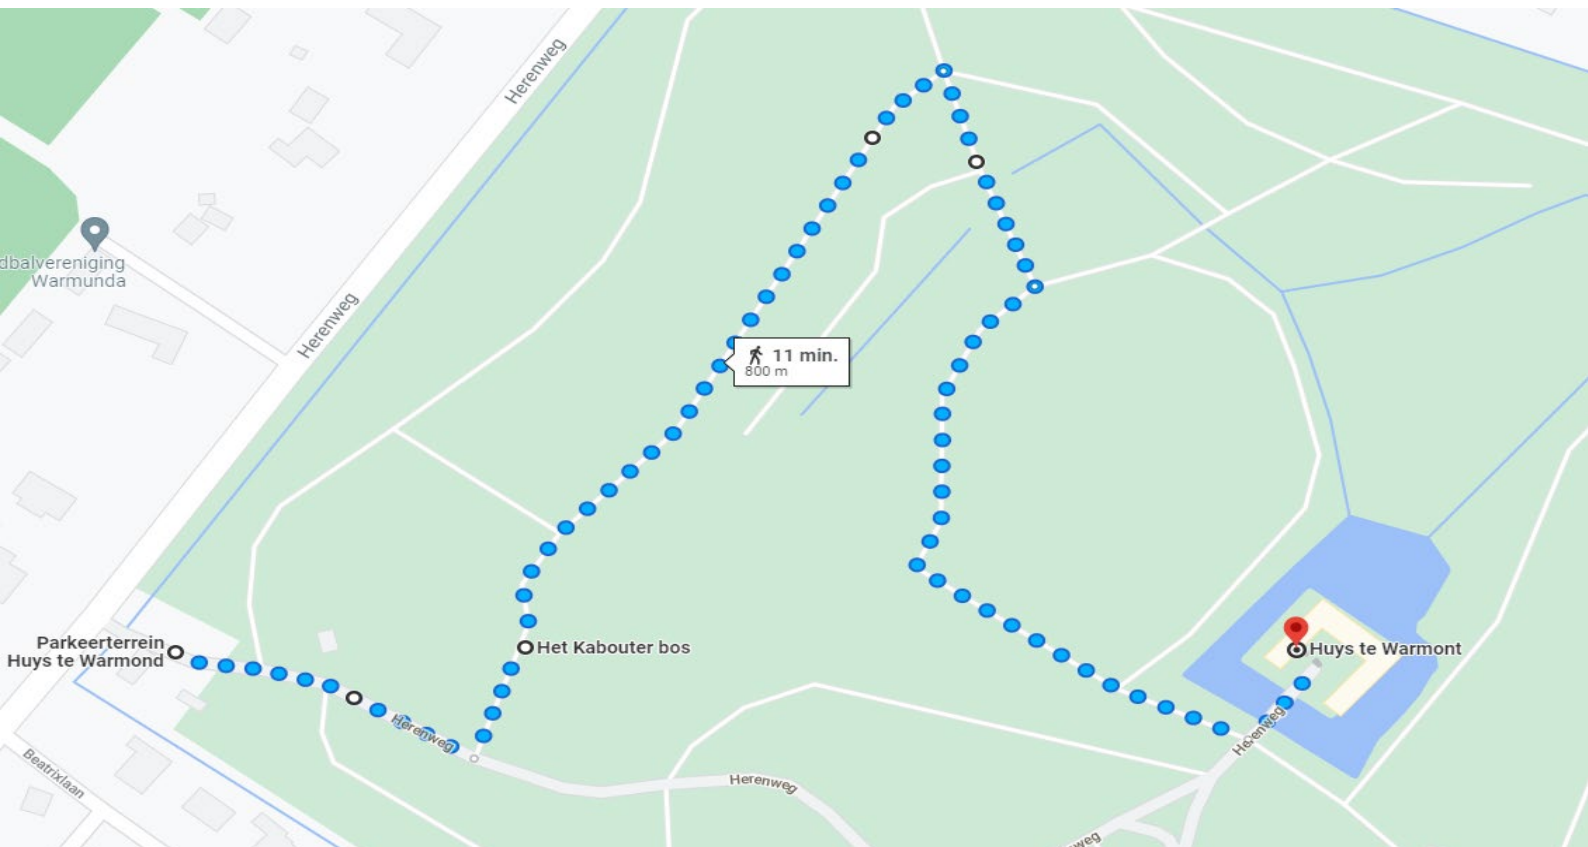 Herenweg
dbalvereniging
Warmunda
Herenweg
11 min.
800 m
Parkeerterrein
Huys te Warmond
Het Kabouter bos
Huys te Warmont
Herenweg
Herenweg
Beatrixlaan
Herenweg
weg